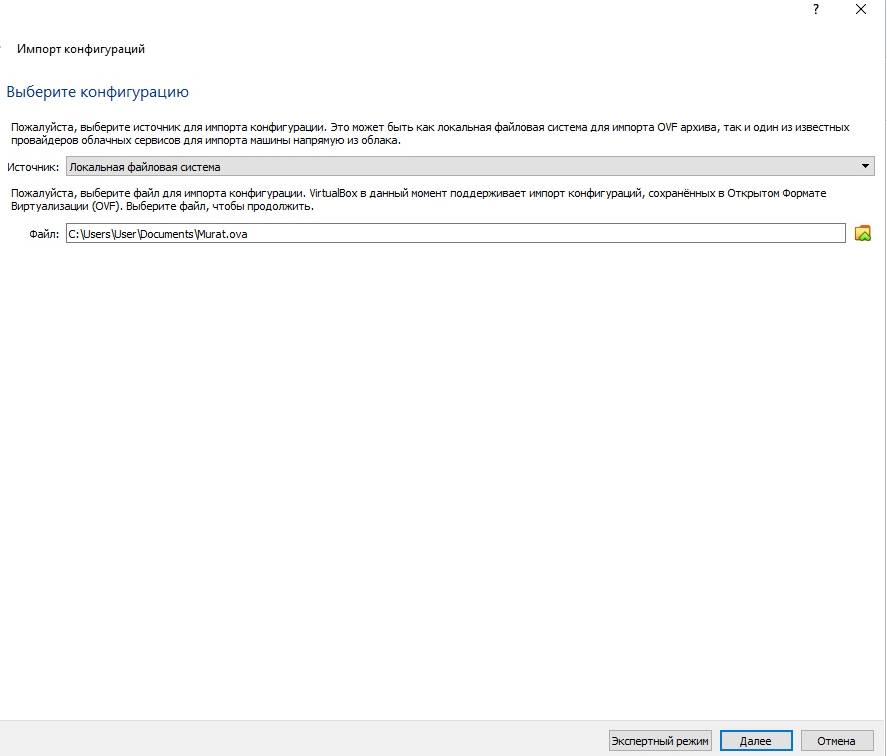 ?
Импорт конфигураций
Выберите конфигурацию
Пожалуйста, выберите источник для импорта конфигурации. Это может быть как локальная файловая система для импорта OVF архива, так и один из известных
провайдеров облачных сервисов для импорта машины напрямую из облака.
Источник: Локальная файловая система
Пожалуйста, выберите файл для импорта конфигурации. VirtualBox в данный момент поддерживает импорт конфигураций, сохранённых в Открытом Формате
Виртуализации (OVF). Выберите файл, чтобы продолжить.
Файл: C:\Users\User\Documents\Murat.ova
Экспертный режим Далее Отмена